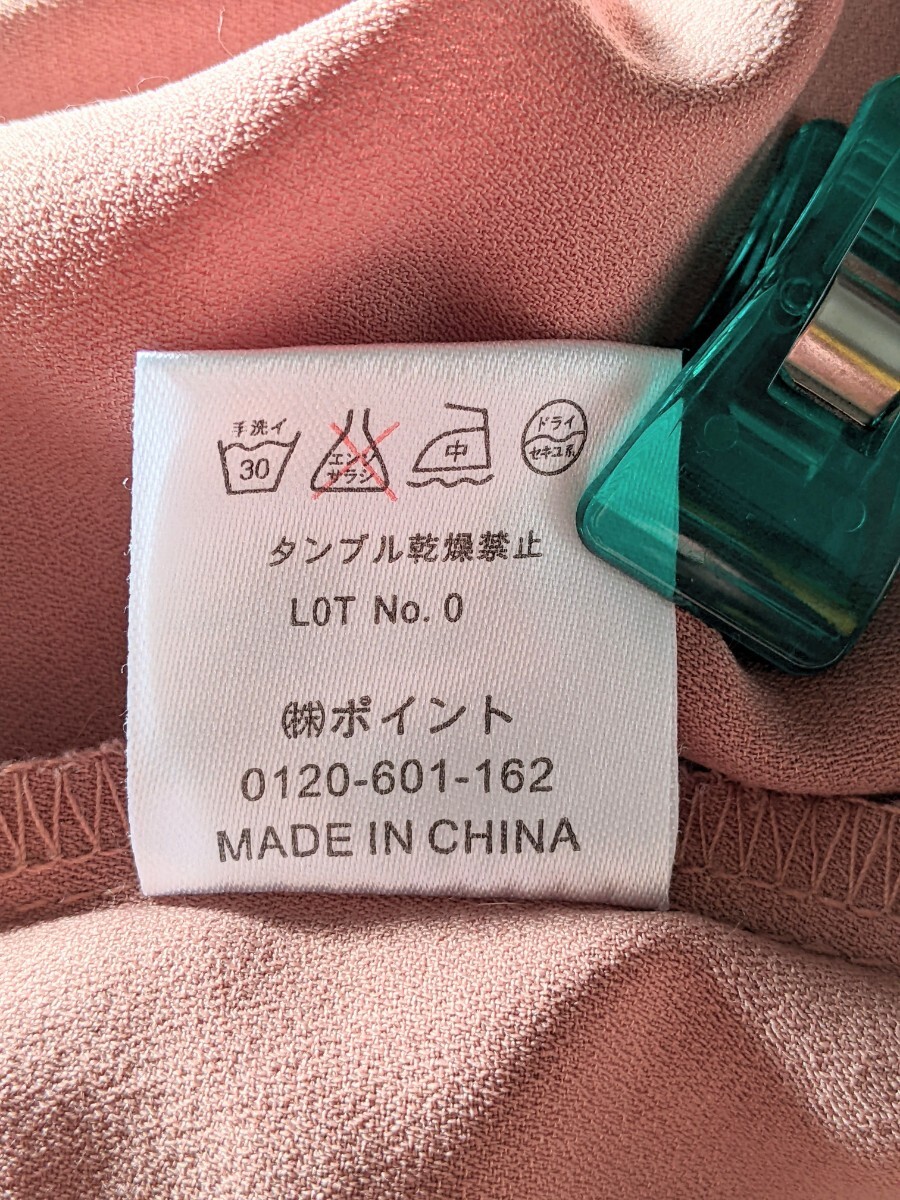 手洗イ
30
エンソ
サラシ
中
ドライ
セキユ系
タンブル乾燥禁止
LOT No. 0
㈱ポイント
0120-601-162
MADE IN CHINA